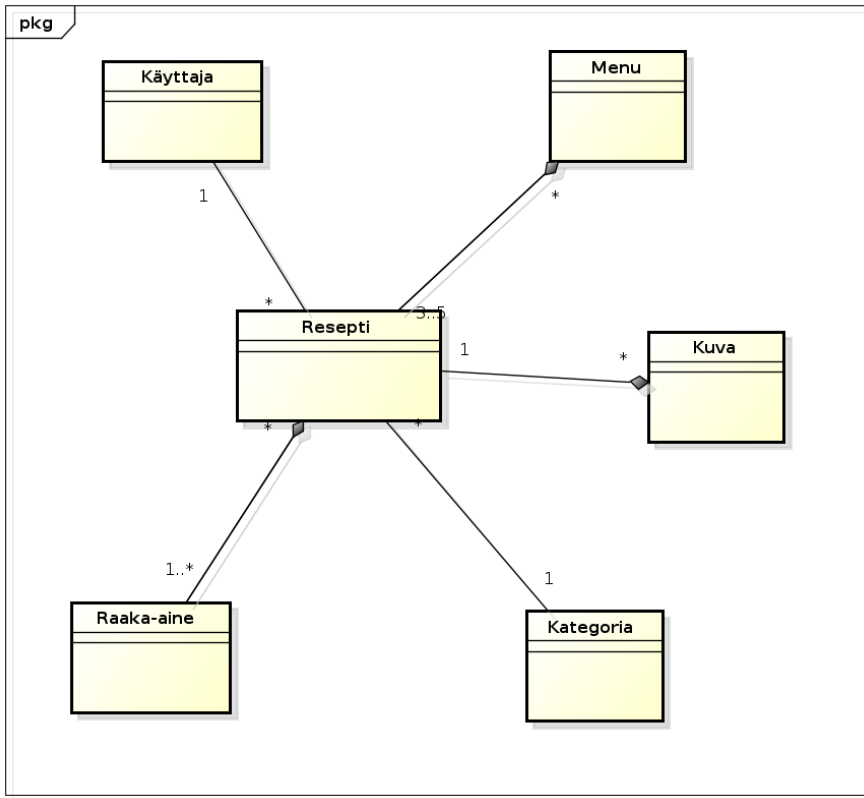 pkg
Käyttaja
Menu
1
*
*
3..5
Resepti
1
*
Kuva
*
*
1..*
1
Raaka-aine
Kategoria